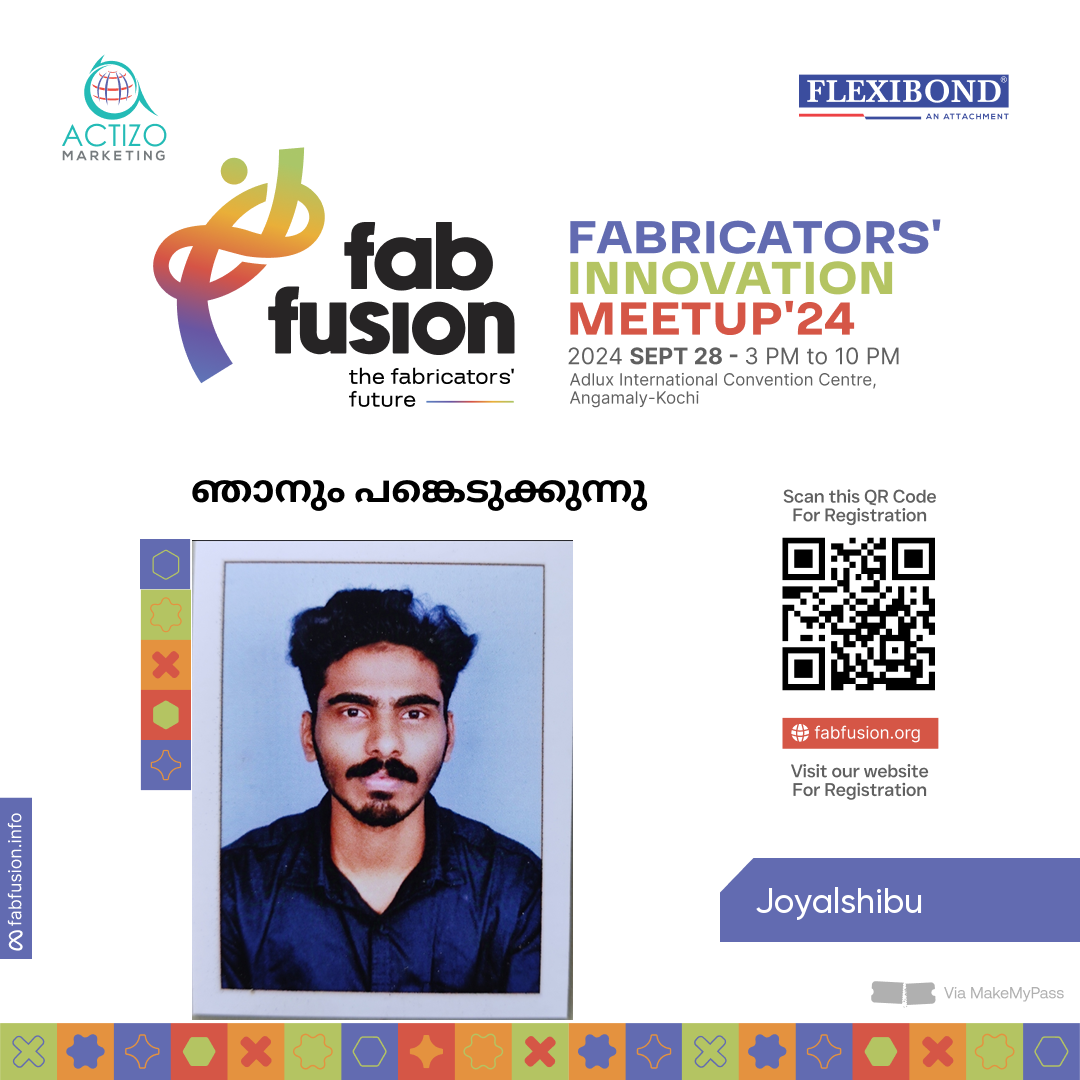 ACTIZO
MARKETING
FLEXIBOND®
AN ATTACHMENT
fab
fusion
the fabricators'
future
FABRICATORS'
INNOVATION
MEETUP'24
2024 SEPT 28 - 3 PM to 10 PM
Adlux International Convention Centre,
Angamaly-Kochi
ഞാനും പങ്കെടുക്കുന്നു
Scan this QR Code
For Registration
fabfusion.org
Visit our website
For Registration
fabfusion.info
Joyalshibu
Via MakeMyPass